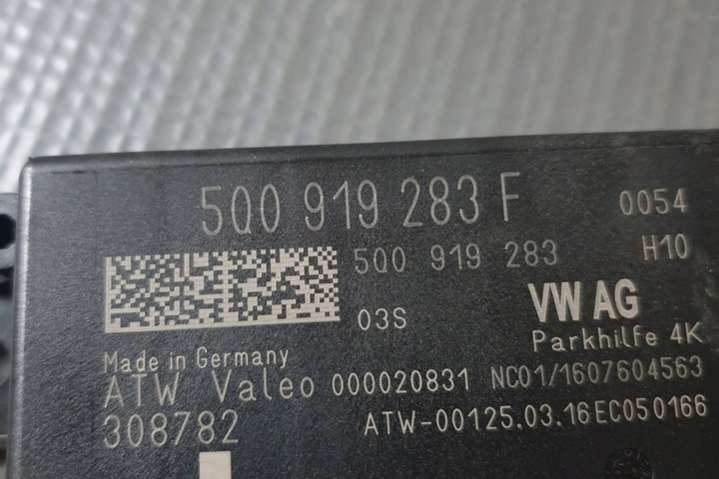 5Q0 919 283 F 0054
5Q0 919 283 H10
03S VW AG
Parkhilfe 4K
Made in Germany
ATW Valeo 000020831 NC01/1607604563
308782 ATW-00125.03.16EC050166